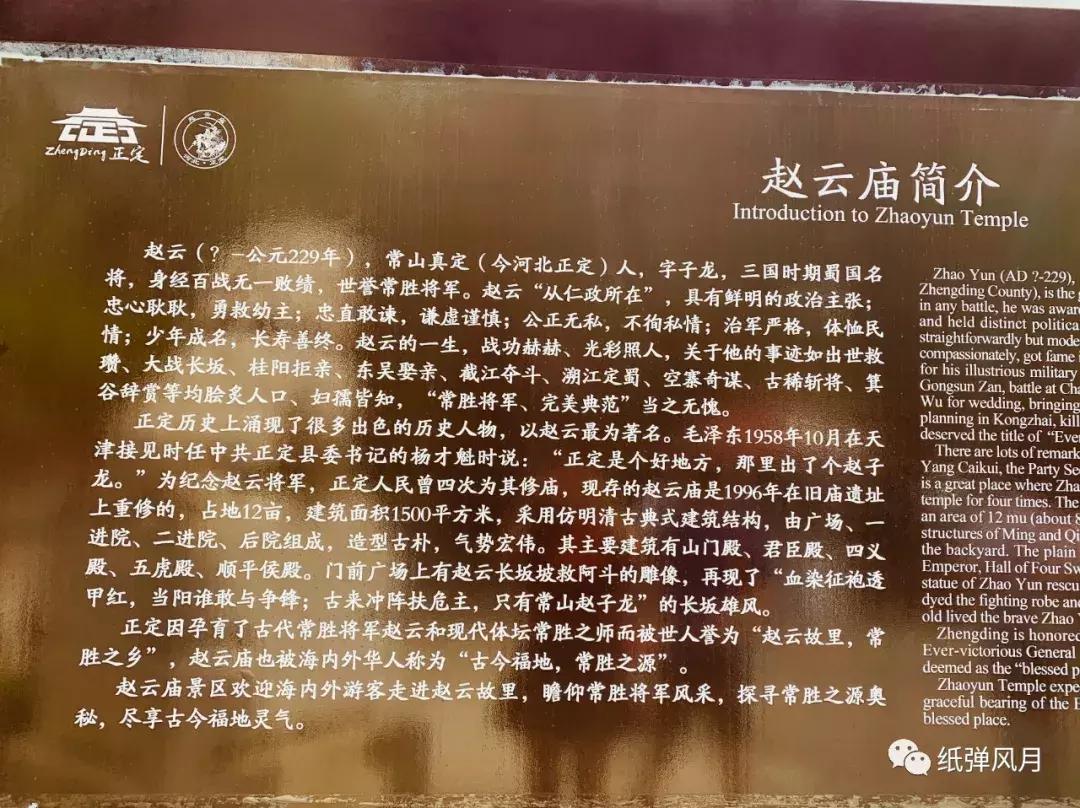 ZhengDing 正定
赵云庙简介
Introduction to Zhaoyun Temple
赵云（？－公元229年），常山真定（今河北正定）人，字子龙，三国时期蜀国名
将，身经百战无一败绩，世誉常胜将军。赵云“从仁政所在”，具有鲜明的政治主张；
忠心耿耿，勇救幼主；忠直敢谏，谦虚谨慎；公正无私，不徇私情；治军严格，体恤民
情；少年成名，长寿善终。赵云的一生，战功赫赫、光彩照人，关于他的事迹如出世救
瓒、大战长坂、桂阳拒亲、东吴娶亲、截江夺斗、溯江定蜀、空寨奇谋、古稀斩将、箕
谷辞赏等均脍炙人口、妇孺皆知，“常胜将军、完美典范”当之无愧。
正定历史上涌现了很多出色的历史人物，以赵云最为著名。毛泽东1958年10月在天
津接见时任中共正定县委书记的杨才魁时说：“正定是个好地方，那里出了个赵子
龙。”为纪念赵云将军，正定人民曾四次为其修庙，现存的赵云庙是1996年在旧庙遗址
上重修的，占地12亩，建筑面积1500平方米，采用仿明清古典式建筑结构，由广场、一
进院、二进院、后院组成，造型古朴，气势宏伟。其主要建筑有山门殿、君臣殿、四义
殿、五虎殿、顺平侯殿。门前广场上有赵云长坂坡救阿斗的雕像，再现了“血染征袍透
甲红，当阳谁敢与争锋；古来冲阵扶危主，只有常山赵子龙”的长坂雄风。
正定因孕育了古代常胜将军赵云和现代体坛常胜之师而被世人誉为“赵云故里，常
胜之乡”，赵云庙也被海内外华人称为“古今福地，常胜之源”。
赵云庙景区欢迎海内外游客走进赵云故里，瞻仰常胜将军风采，探寻常胜之源奥
秘，尽享古今福地灵气。
Zhao Yun (AD ?-229),
Zhengding County), is the
in any battle, he was awar
and held distinct political
straightforwardly but mode
compassionately, got fame
for his illustrious military
Gongsun Zan, battle at Cha
Wu for wedding, bringing
planning in Kongzhai, kill
deserved the title of “Ever
There are lots of remark
Yang Caikui, the Party Sec
is a great place where Zha
temple for four times. The
an area of 12 mu (about 8
structures of Ming and Qi
the backyard. The plain
Emperor, Hall of Four Sw
statue of Zhao Yun rescu
dyed the fighting robe and
old lived the brave Zhao
Zhengding is honored
Ever-victorious General
deemed as the “blessed p
Zhaoyun Temple expe
graceful bearing of the E
blessed place.
纸弹风月